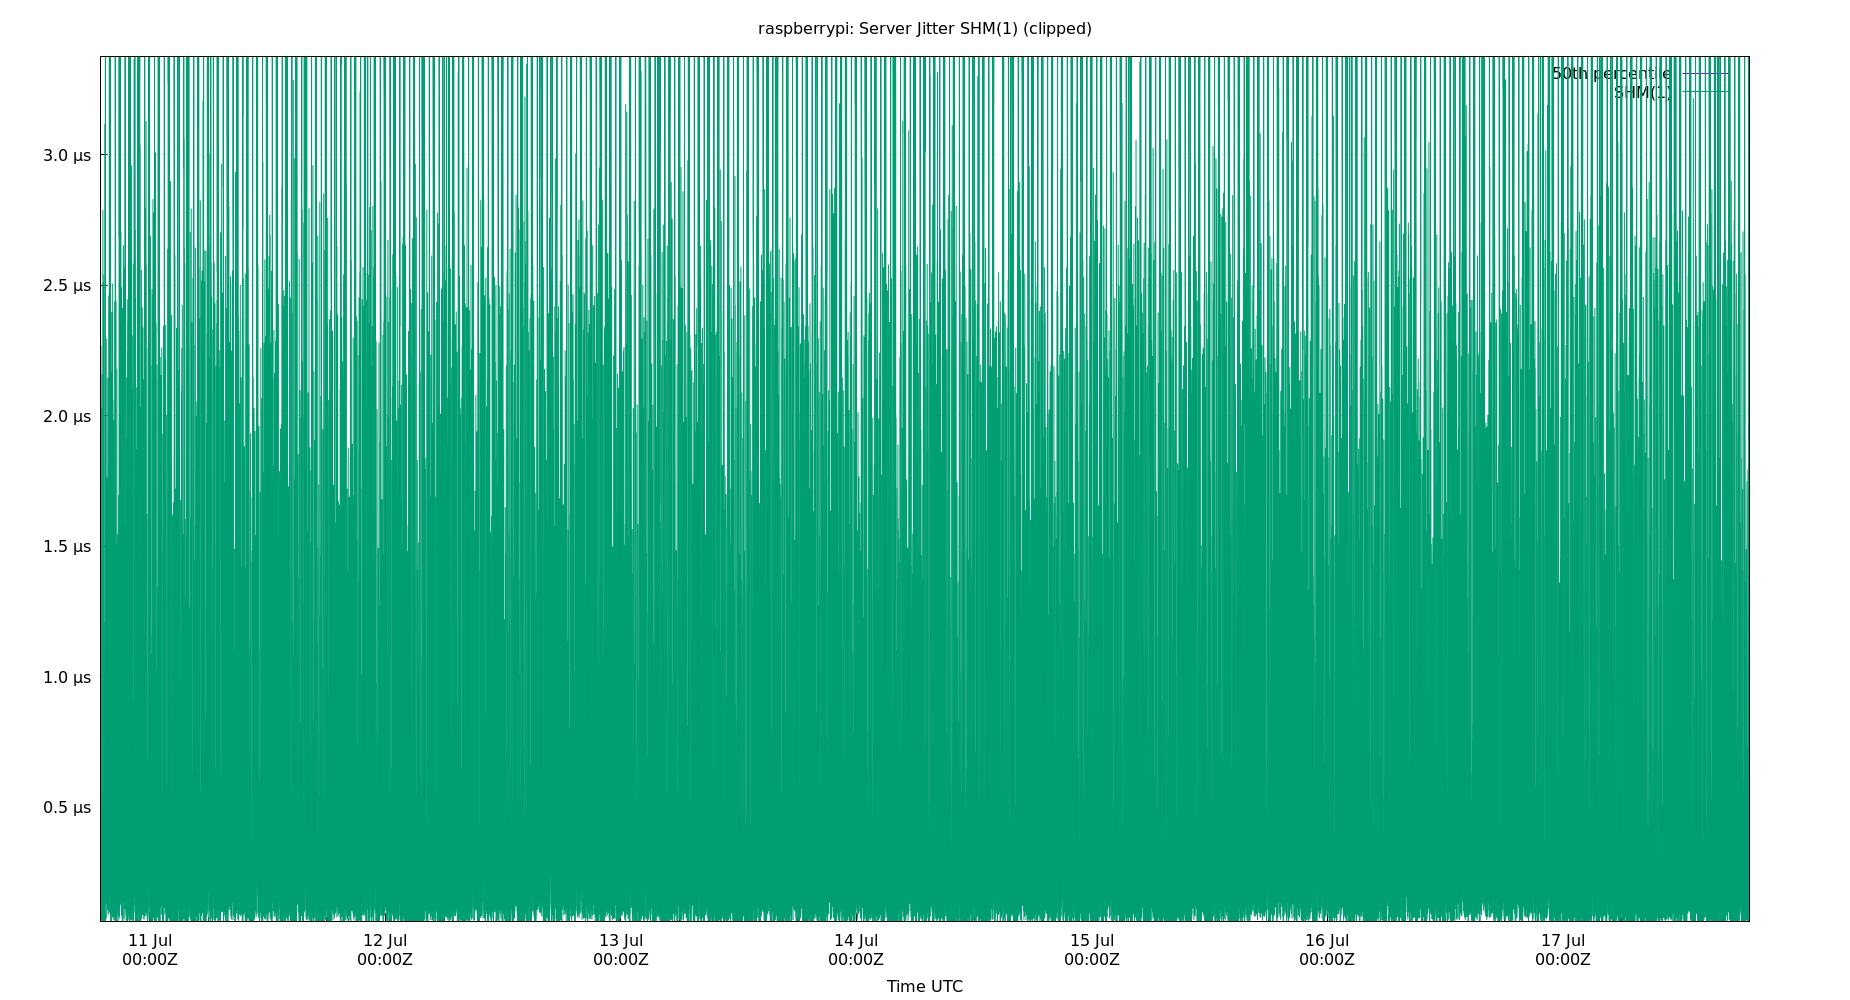 raspberrypi: Server Jitter SHM(1) (clipped)
50th percentile
SHM(1)
3.0 µs
2.5 µs
2.0 µs
1.5 µs
1.0 µs
0.5 µs
11 Jul 12 Jul 13 Jul 14 Jul 15 Jul 16 Jul 17 Jul
00:00Z 00:00Z 00:00Z 00:00Z 00:00Z 00:00Z 00:00Z
Time UTC